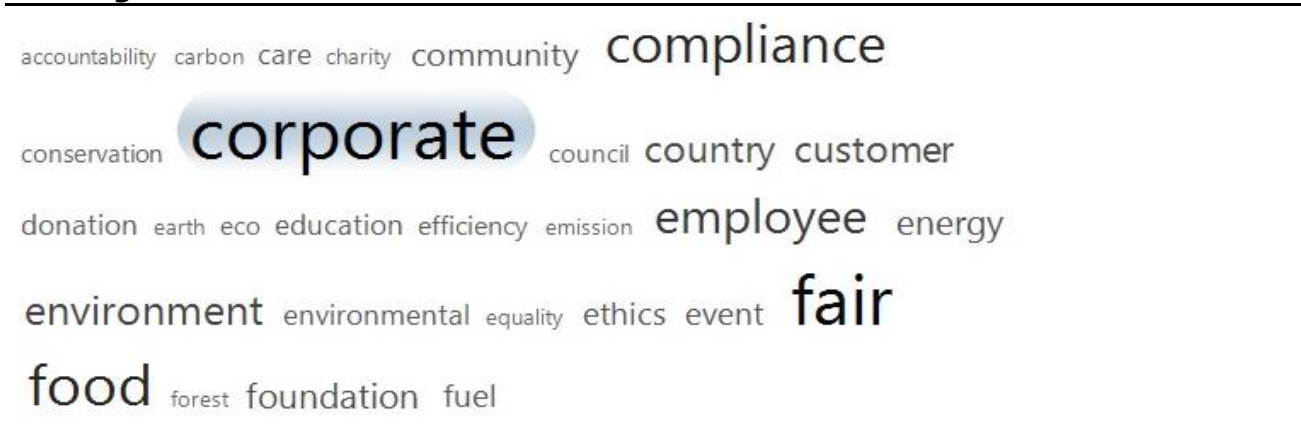 accountability carbon care charity community compliance
conservation corporate council country customer
donation earth eco education efficiency emission employee energy
environment environmental equality ethics event fair
food forest foundation fuel